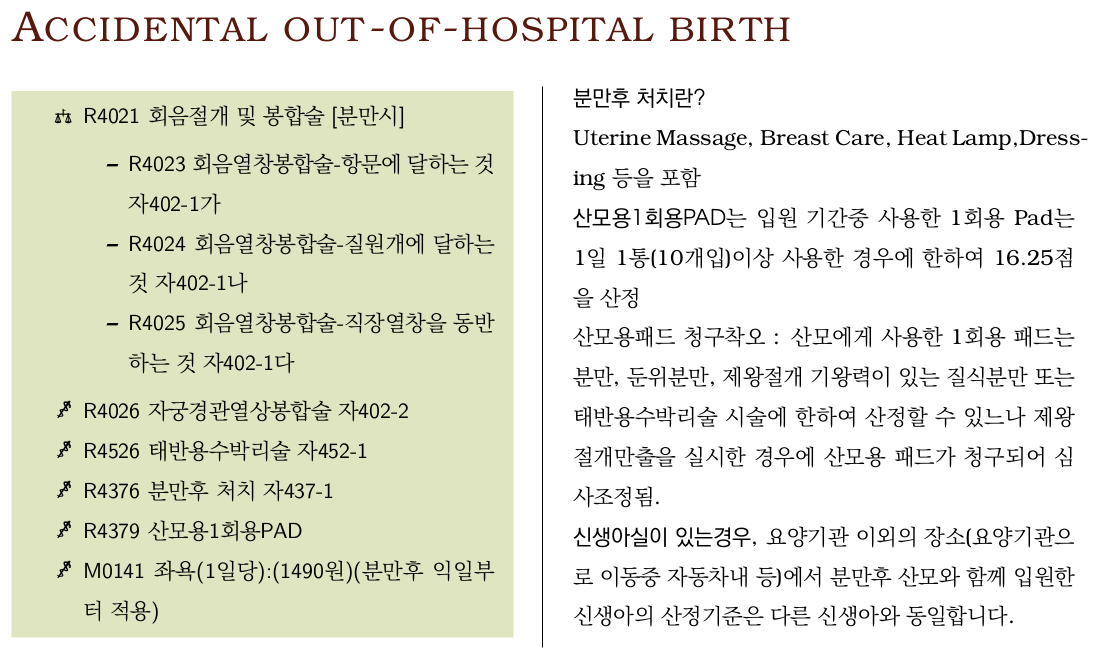 ACCIDENTAL OUT-OF-HOSPITAL BIRTH
R4021 회음절개 및 봉합술 [분만시]
– R4023 회음열창봉합술-항문에 달하는 것
자402-1가
– R4024 회음열창봉합술-질원개에 달하는
것 자402-1나
– R4025 회음열창봉합술-직장열창을 동반
하는 것 자402-1다
R4026 자궁경관열상봉합술 자402-2
R4526 태반용수박리술 자452-1
R4376 분만후 처치 자437-1
R4379 산모용1회용PAD
M0141 좌욕(1일당):(1490원)(분만후 익일부
터 적용)
분만후 처치란?
Uterine Massage, Breast Care, Heat Lamp,Dress-
ing 등을 포함
산모용1회용PAD는 입원 기간중 사용한 1회용 Pad는
1일 1통(10개입)이상 사용한 경우에 한하여 16.25점
을 산정
산모용패드 청구착오 : 산모에게 사용한 1회용 패드는
분만, 둔위분만, 제왕절개 기왕력이 있는 질식분만 또는
태반용수박리술 시술에 한하여 산정할 수 있느나 제왕
절개만출을 실시한 경우에 산모용 패드가 청구되어 심
사조정됨.
신생아실이 있는경우, 요양기관 이외의 장소(요양기관으
로 이동중 자동차내 등)에서 분만후 산모와 함께 입원한
신생아의 산정기준은 다른 신생아와 동일합니다.